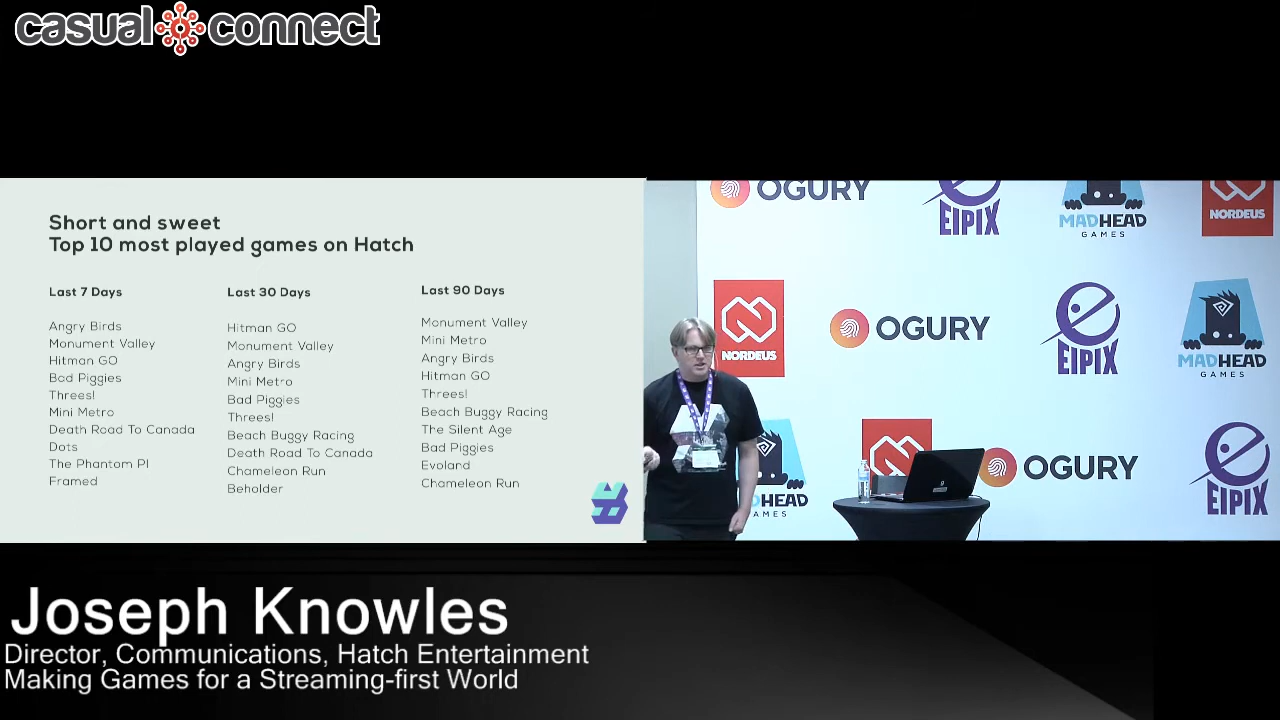 casual connect
Short and sweet
Top 10 most played games on Hatch
Last 7 Days
Angry Birds
Monument Valley
Hitman GO
Bad Piggies
Threes!
Mini Metro
Death Road To Canada
Dots
The Phantom PI
Framed
Last 30 Days
Hitman GO
Monument Valley
Angry Birds
Mini Metro
Bad Piggies
Threes!
Beach Buggy Racing
Death Road To Canada
Chameleon Run
Beholder
Last 90 Days
Monument Valley
Mini Metro
Angry Birds
Hitman GO
Threes!
Beach Buggy Racing
The Silent Age
Bad Piggies
Evoland
Chameleon Run
OGURY
EIPIX
MADHEAD
GAMES
NORDEUS
NORDEUS
OGURY
EIPIX
MADHEAD
GAMES
HEAD
AMES
OGURY
EIPIX
Joseph Knowles
Director, Communications, Hatch Entertainment
Making Games for a Streaming-first World